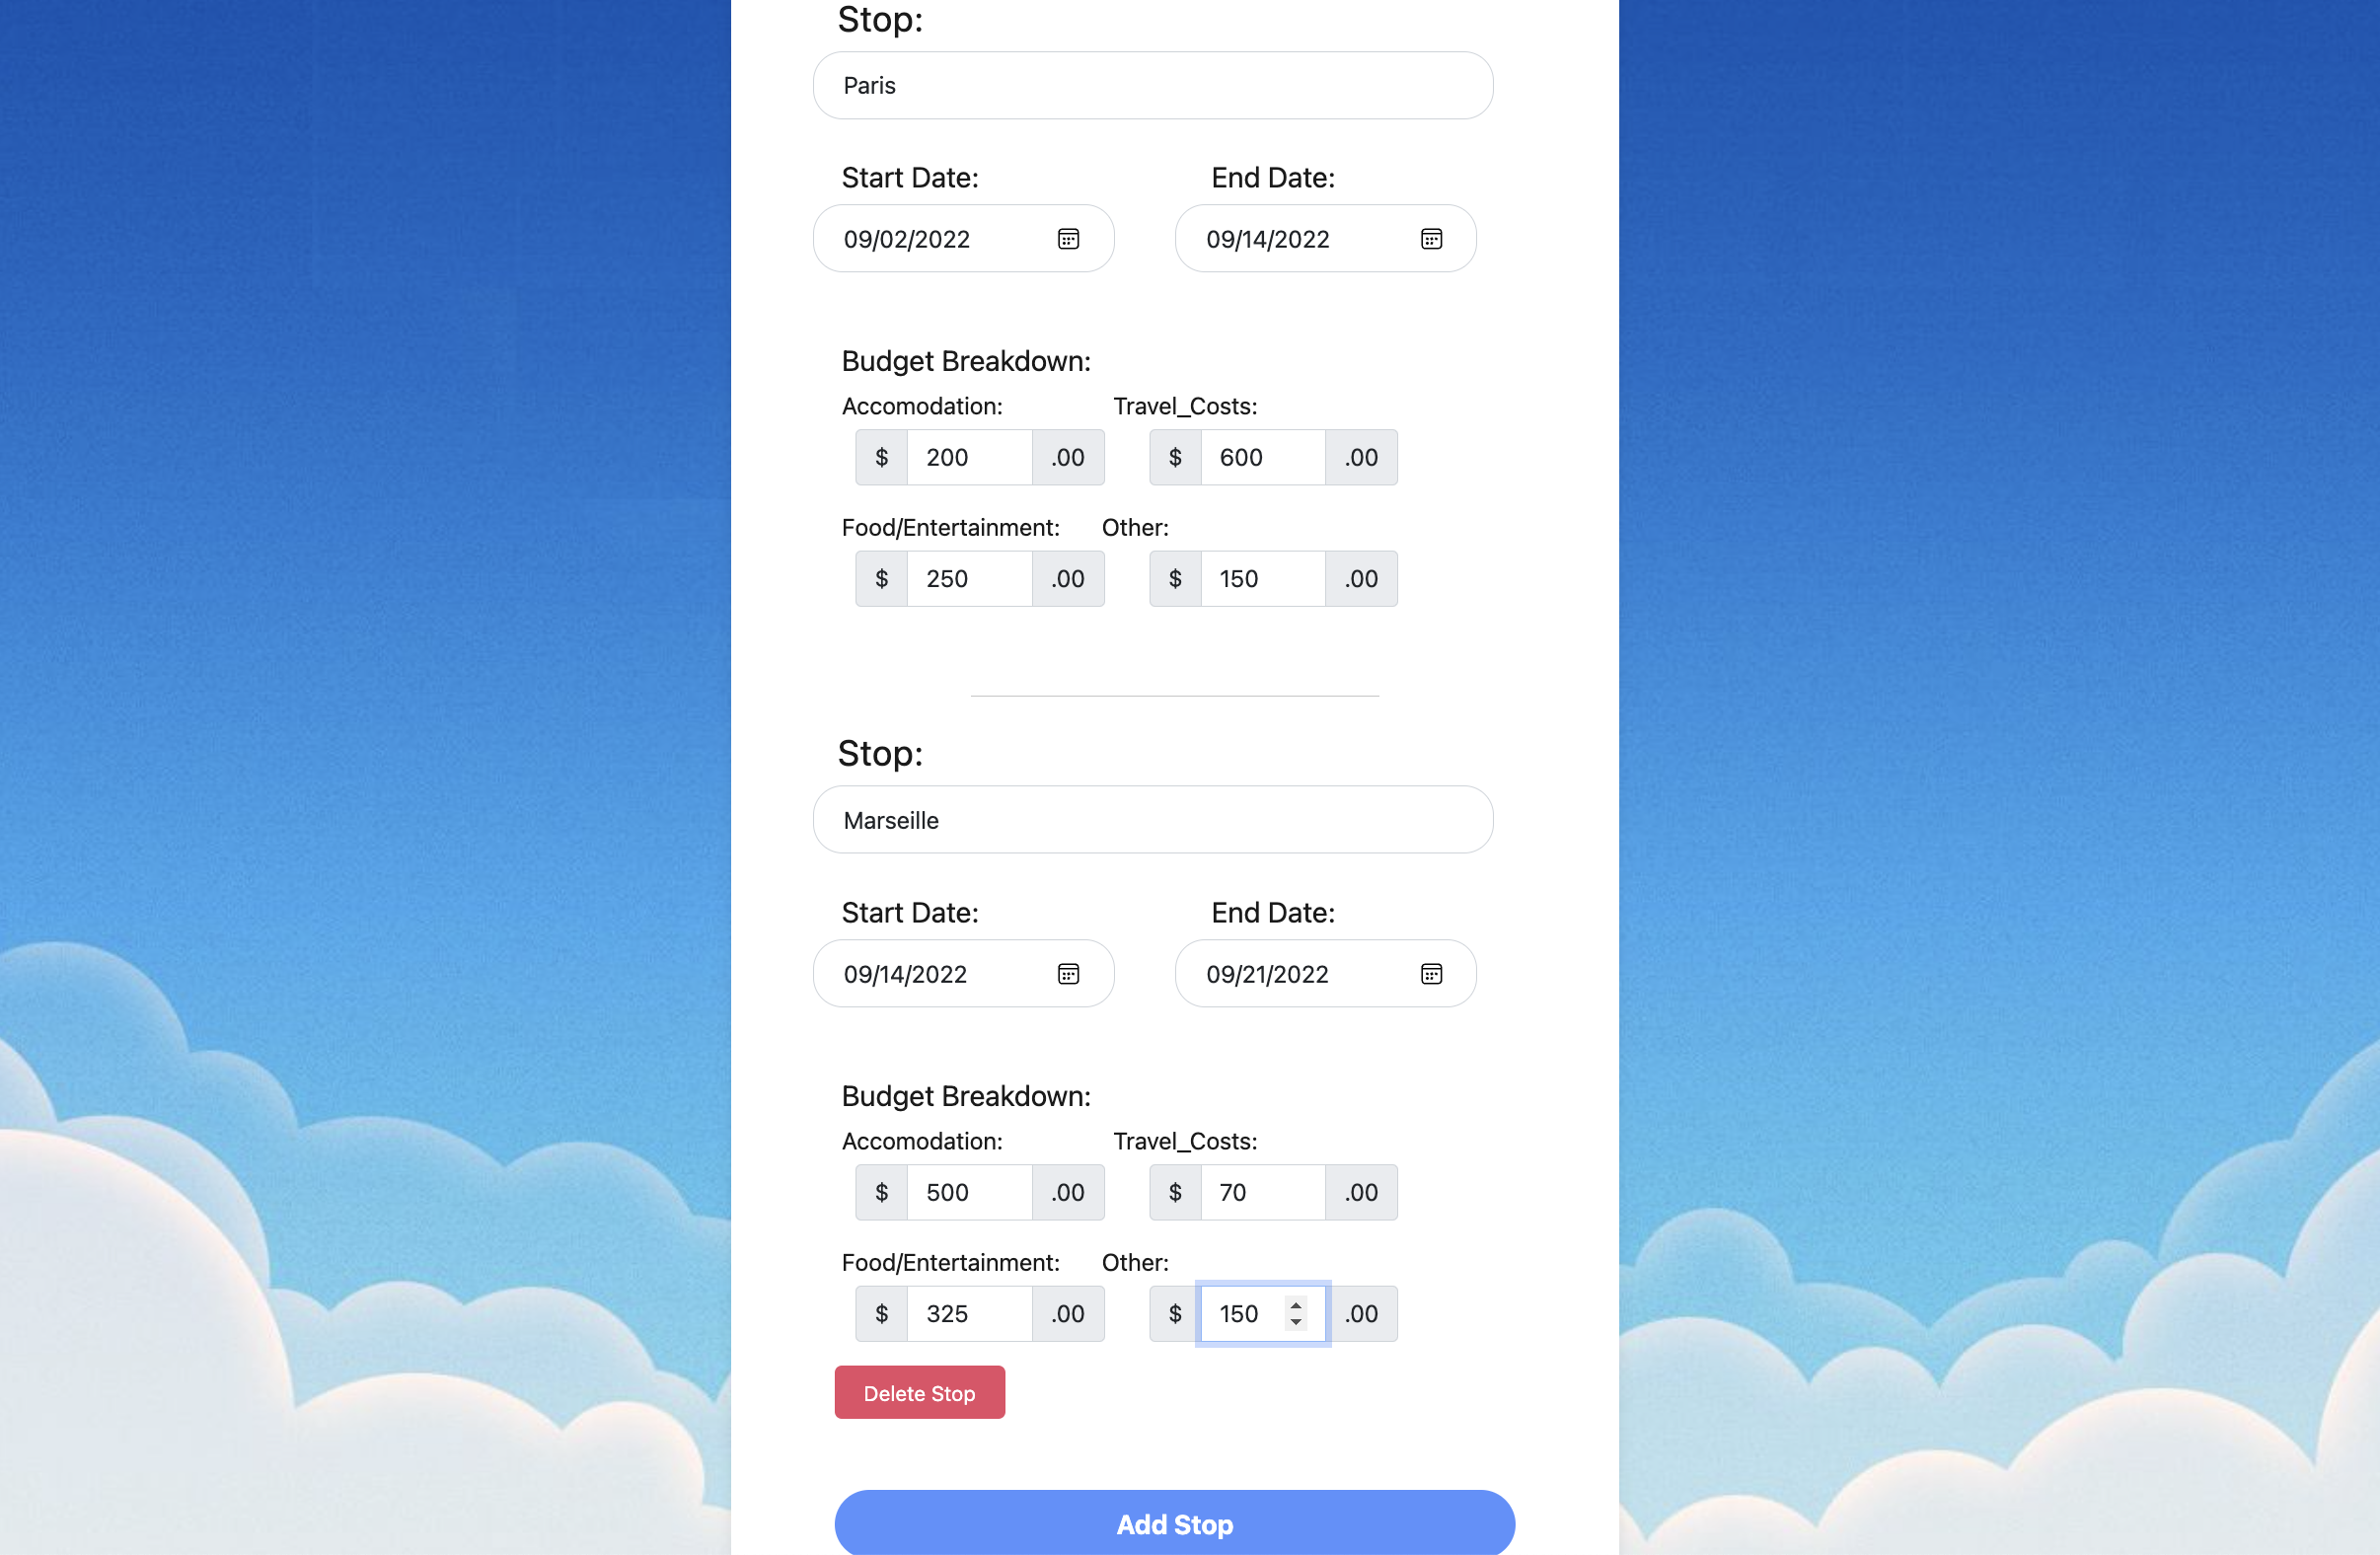 Stop:
Paris
Start Date: End Date:
09/02/2022 09/14/2022
Budget Breakdown:
Accomodation: Travel_Costs:
$ 200 .00 $ 600 .00
Food/Entertainment: Other:
$ 250 .00 $ 150 .00
Stop:
Marseille
Start Date: End Date:
09/14/2022 09/21/2022
Budget Breakdown:
Accomodation: Travel_Costs:
$ 500 .00 $ 70 .00
Food/Entertainment: Other:
$ 325 .00 $ 150 .00
Delete Stop
Add Stop